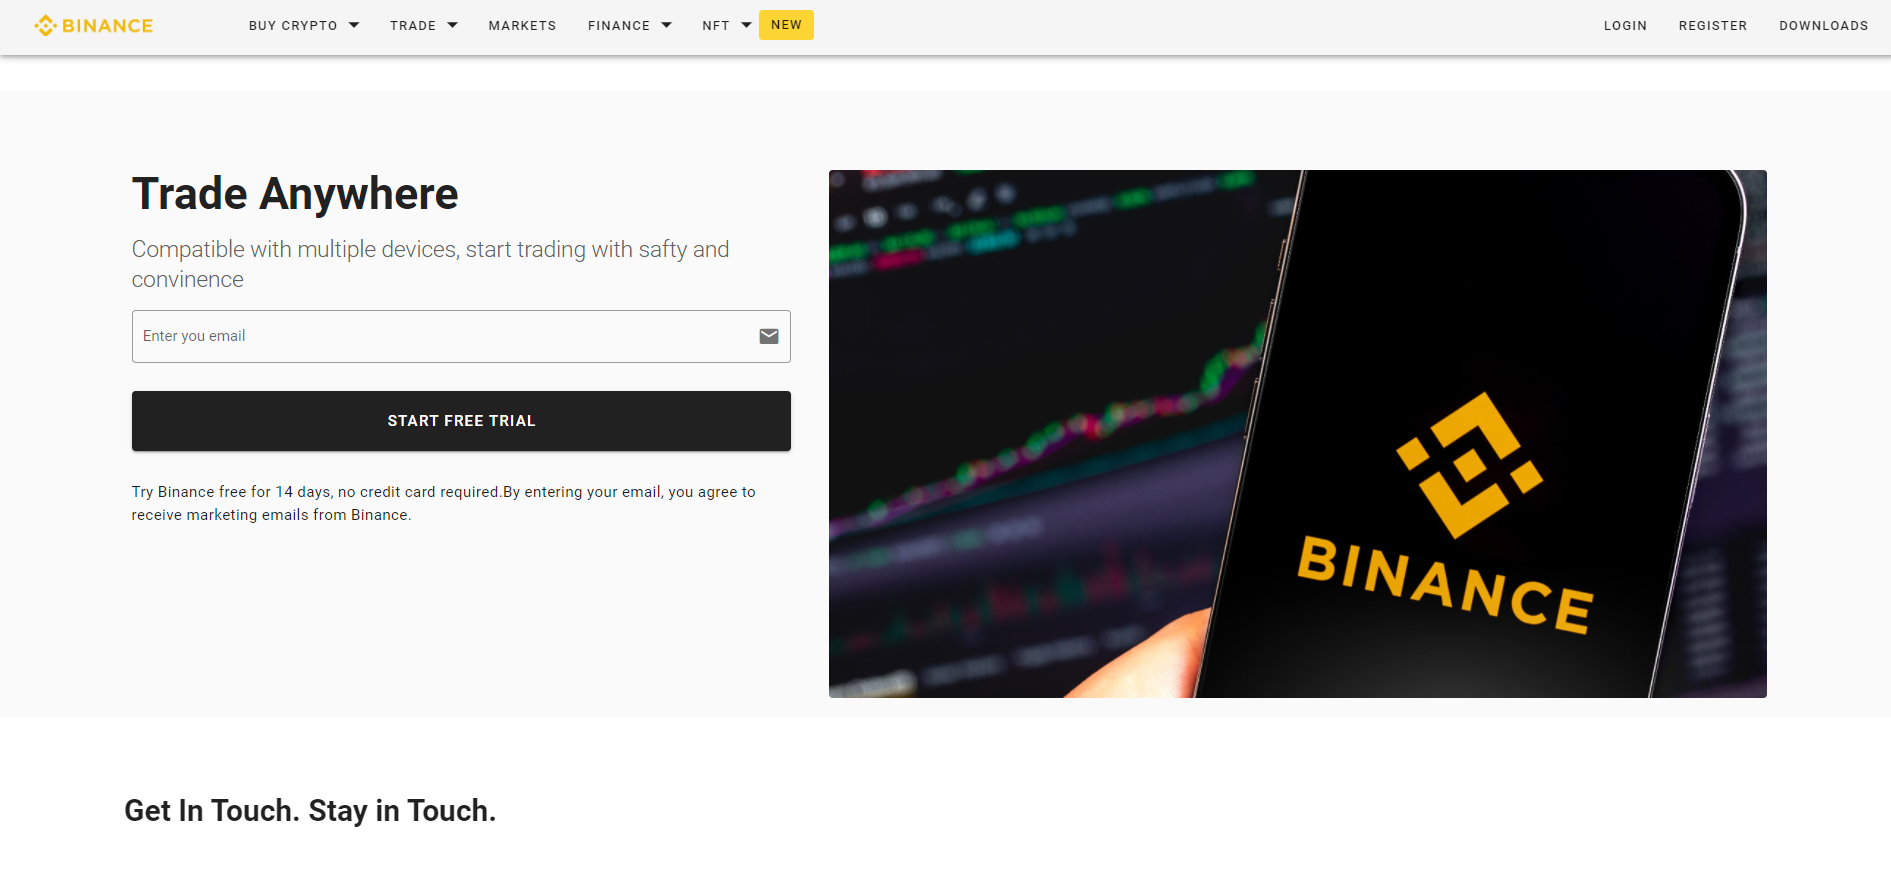 BINANCE
BUY CRYPTO
TRADE
MARKETS
FINANCE
NFT
NEW
LOGIN
REGISTER
DOWNLOADS
Trade Anywhere
Compatible with multiple devices, start trading with safty and
convinence
Enter you email
START FREE TRIAL
Try Binance free for 14 days, no credit card required.By entering your email, you agree to
receive marketing emails from Binance.
BINANCE
Get In Touch. Stay in Touch.